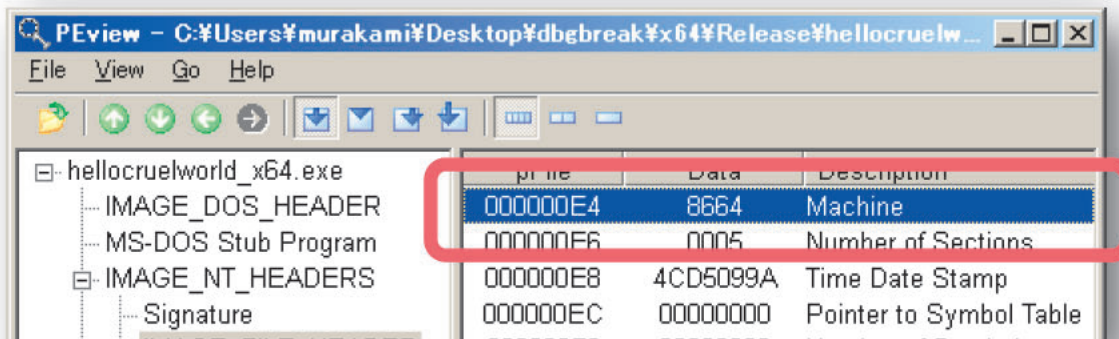 PEview - C:¥Users¥murakami¥Desktop¥dbgbreak¥x64¥Release¥hellocruelw...
File View Go Help
hellocruelworld_x64.exe
IMAGE_DOS_HEADER
MS-DOS Stub Program
IMAGE_NT_HEADERS
Signature
pFile Data Description
000000E4 8664 Machine
000000E6 0005 Number of Sections
000000E8 4CD5099A Time Date Stamp
000000EC 00000000 Pointer to Symbol Table